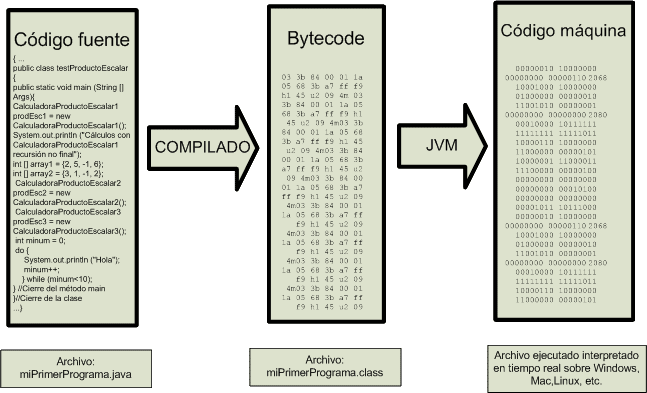 Código fuente
{ ...
public class testProductoEscalar
{
public static void main (String []
Args){
CalculadoraProductoEscalar1
prodEsc1 = new
CalculadoraProductoEscalar1();
System.out.println ("Cálculos con
CalculadoraProductoEscalar1
recursión no final");
int [] array1 = {2, 5, -1, 6};
int [] array2 = {3, 1, -1, 2};
CalculadoraProductoEscalar2
prodEsc2 = new
CalculadoraProductoEscalar2();
CalculadoraProductoEscalar3
prodEsc3 = new
CalculadoraProductoEscalar3();
int minum = 0;
do {
System.out.println ("Hola");
minum++;
} while (minum<10);
} //Cierre del método main
}//Cierre de la clase
...}
COMPILADO
Bytecode
03 3b 84 00 01 1a
05 68 3b a7 ff f9
h1 45 u2 09 4m 03
3b 84 00 01 1a 05
68 3b a7 ff f9 h1
45 u2 09 4m03 3b
84 00 01 1a 05 68
3b a7 ff f9 h1 45
u2 09 4m03 3b 84
00 01 1a 05 68 3b
a7 ff f9 h1 45 u2
09 4m03 3b 84 00
01 1a 05 68 3b a7
ff f9 h1 45 u2 09
4m03 3b 84 00 01
1a 05 68 3b a7 ff
f9 h1 45 u2 09
4m03 3b 84 00 01
1a 05 68 3b a7 ff
f9 h1 45 u2 09
4m03 3b 84 00 01
1a 05 68 3b a7 ff
f9 h1 45 u2 09
4m03 3b 84 00 01
1a 05 68 3b a7 ff
f9 h1 45 u2 09
JVM
Código máquina
00000010 10000000
00000000 00000110 2068
10001000 10000000
01000000 00000010
11001010 00000001
00000000 00000000 2080
00010000 10111111
11111111 11111011
10000110 10000000
11000000 00000101
10000001 11000011
11100000 00000100
00000000 00000000
00000000 00010100
00000000 00000000
00001011 10111000
00000000 00000000
00000000 00000110 2068
10001000 10000000
01000000 00000010
11001010 00000001
00000000 00000000 2080
00010000 10111111
11111111 11111011
10000110 10000000
11000000 00000101
Archivo:
miPrimerPrograma.java
Archivo:
miPrimerPrograma.class
Archivo ejecutado interpretado
en tiempo real sobre Windows,
Mac,Linux, etc.